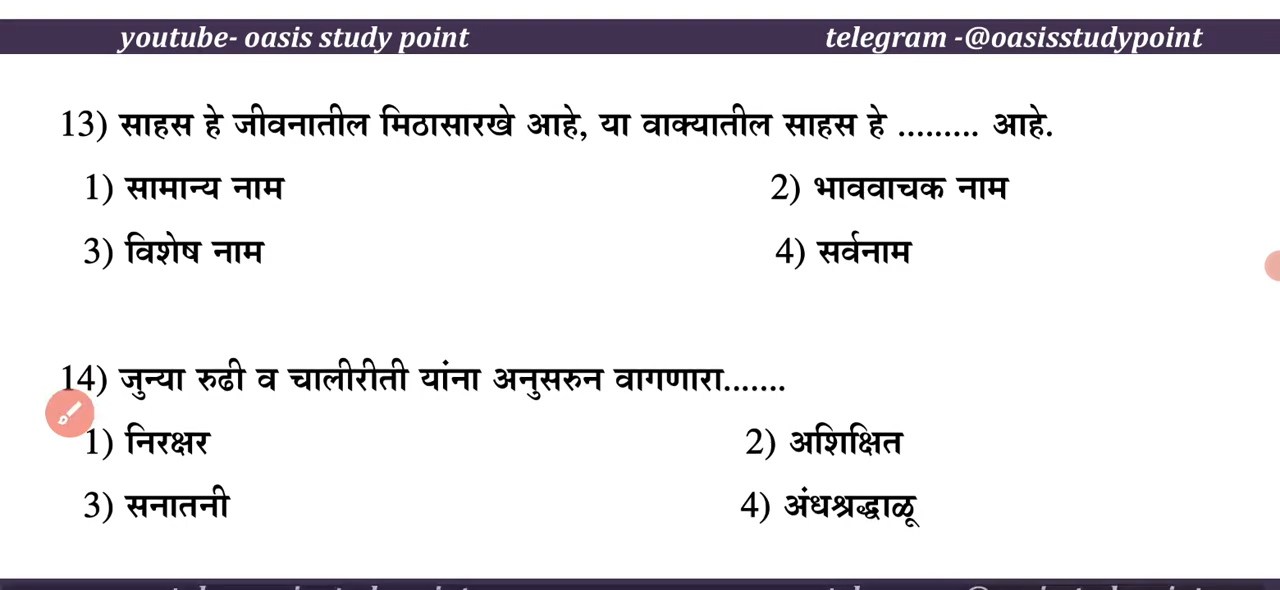 youtube- oasis study point telegram -@oasisstudypoint
13) साहस हे जीवनातील मिठासारखे आहे, या वाक्यातील साहस हे ......... आहे.
1) सामान्य नाम 2) भाववाचक नाम
3) विशेष नाम 4) सर्वनाम
14) जुन्या रुढी व चालीरीती यांना अनुसरुन वागणारा.......
1) निरक्षर 2) अशिक्षित
3) सनातनी 4) अंधश्रद्धाळू